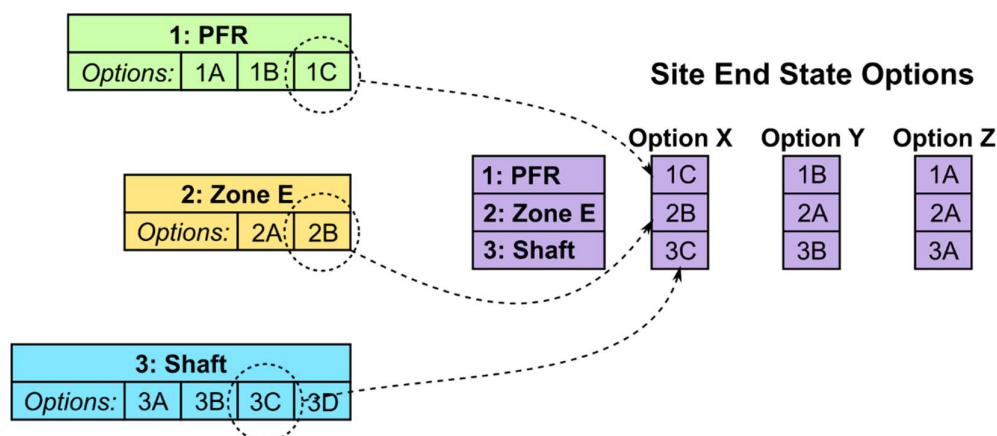 1: PFR
Options: 1A 1B 1C
2: Zone E
Options: 2A 2B
3: Shaft
Options: 3A 3B 3C 3D
Site End State Options
Option X Option Y Option Z
1: PFR 1C 1B 1A
2: Zone E 2B 2A 2A
3: Shaft 3C 3B 3A